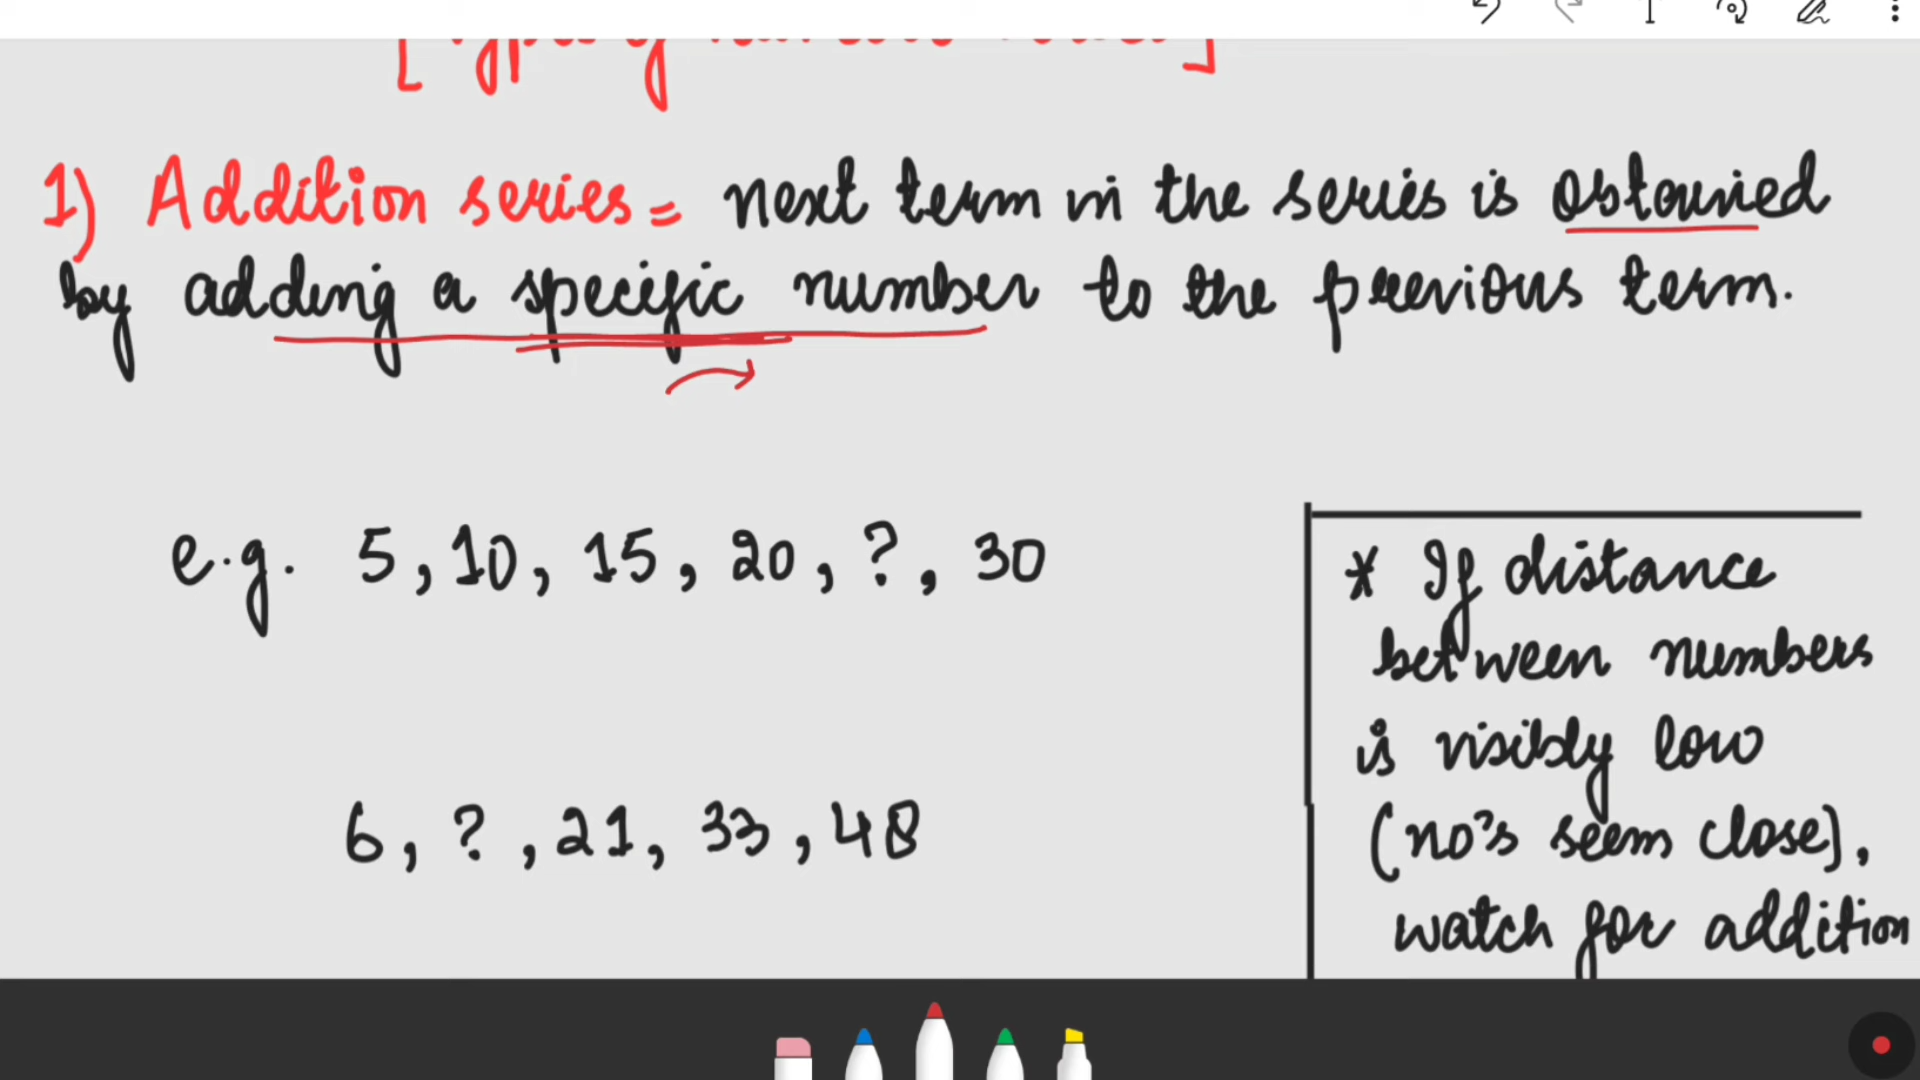 1) Addition series = next term in the series is obtained
by adding a specific number to the previous term.
e.g. 5, 10, 15, 20, ?, 30
* If distance
between numbers
is visibly low
6, ?, 21, 33, 48
(no's seem close),
watch for addition